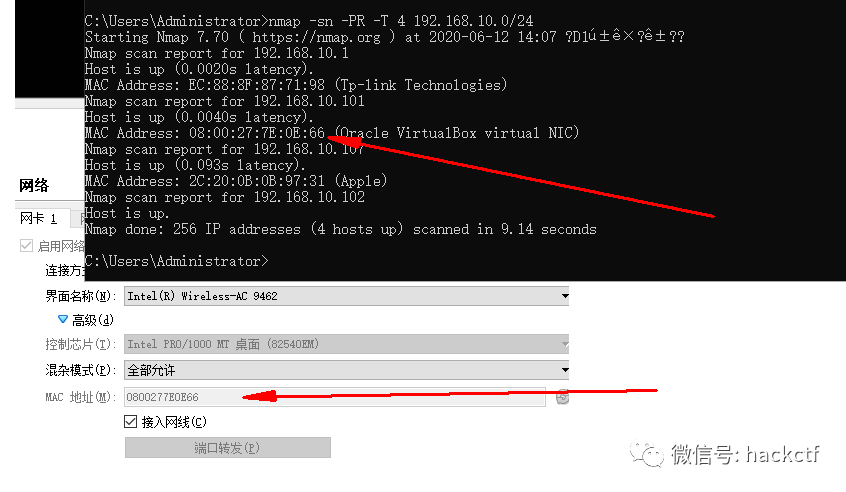 C:\Users\Administrator>nmap -sn -PR -T 4 192.168.10.0/24
Starting Nmap 7.70 ( https://nmap.org ) at 2020-06-12 14:07 ?D1ú±ê×?ê±??
Nmap scan report for 192.168.10.1
Host is up (0.0020s latency).
MAC Address: EC:88:8F:87:71:98 (Tp-link Technologies)
Nmap scan report for 192.168.10.101
Host is up (0.0040s latency).
MAC Address: 08:00:27:7E:0E:66 (Oracle VirtualBox virtual NIC)
Nmap scan report for 192.168.10.107
Host is up (0.093s latency).
MAC Address: 2C:20:0B:0B:97:31 (Apple)
Nmap scan report for 192.168.10.102
Host is up.
Nmap done: 256 IP addresses (4 hosts up) scanned in 9.14 seconds
C:\Users\Administrator>
网络
网卡 1
启用网络
连接方
界面名称(N): Intel(R) Wireless-AC 9462
高级(d)
控制芯片(T): Intel PRO/1000 MT 桌面 (82540EM)
混杂模式(P): 全部允许
MAC 地址(M): 0800277E0E66
接入网线(C)
端口转发(P)
微信号: hackctf